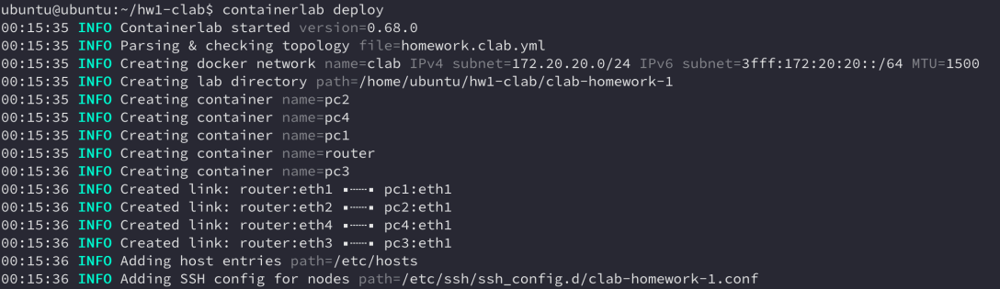 ubuntu@ubuntu:~/hw1-clab$ containerlab deploy
00:15:35 INFO Containerlab started version=0.68.0
00:15:35 INFO Parsing & checking topology file=homework.clab.yml
00:15:35 INFO Creating docker network name=clab IPv4 subnet=172.20.20.0/24 IPv6 subnet=3fff:172:20:20::/64 MTU=1500
00:15:35 INFO Creating lab directory path=/home/ubuntu/hw1-clab/clab-homework-1
00:15:35 INFO Creating container name=pc2
00:15:35 INFO Creating container name=pc4
00:15:35 INFO Creating container name=pc1
00:15:35 INFO Creating container name=router
00:15:36 INFO Creating container name=pc3
00:15:36 INFO Created link: router:eth1 ▪┄┄▪ pc1:eth1
00:15:36 INFO Created link: router:eth2 ▪┄┄▪ pc2:eth1
00:15:36 INFO Created link: router:eth4 ▪┄┄▪ pc4:eth1
00:15:36 INFO Created link: router:eth3 ▪┄┄▪ pc3:eth1
00:15:36 INFO Adding host entries path=/etc/hosts
00:15:36 INFO Adding SSH config for nodes path=/etc/ssh/ssh_config.d/clab-homework-1.conf